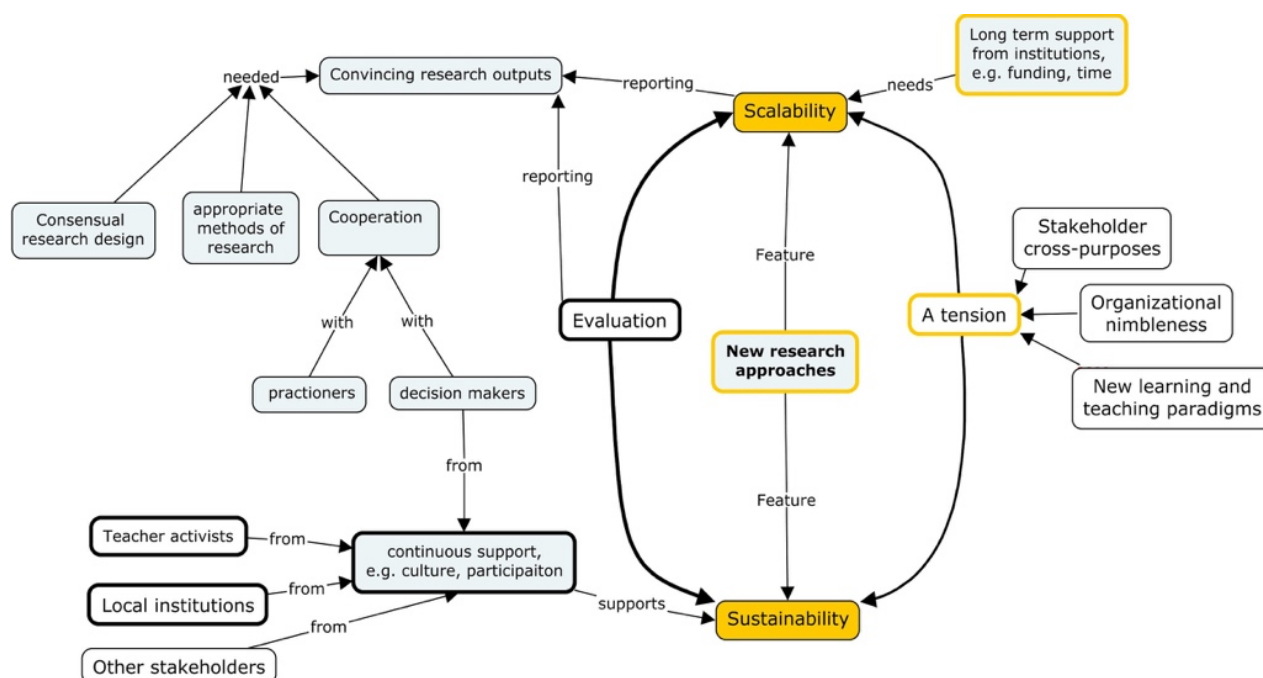 Long term support
from institutions,
e.g. funding, time
needed
Convincing research outputs
reporting
needs
Scalability
reporting
Consensual
research design
appropriate
methods of
research
Cooperation
Feature
Stakeholder
cross-purposes
Organizational
nimbleness
with
with
Evaluation
A tension
New research
approaches
practioners
decision makers
New learning and
teaching paradigms
from
Feature
Teacher activists
from
continuous support,
e.g. culture, participaiton
Local institutions
from
supports
Sustainability
from
Other stakeholders